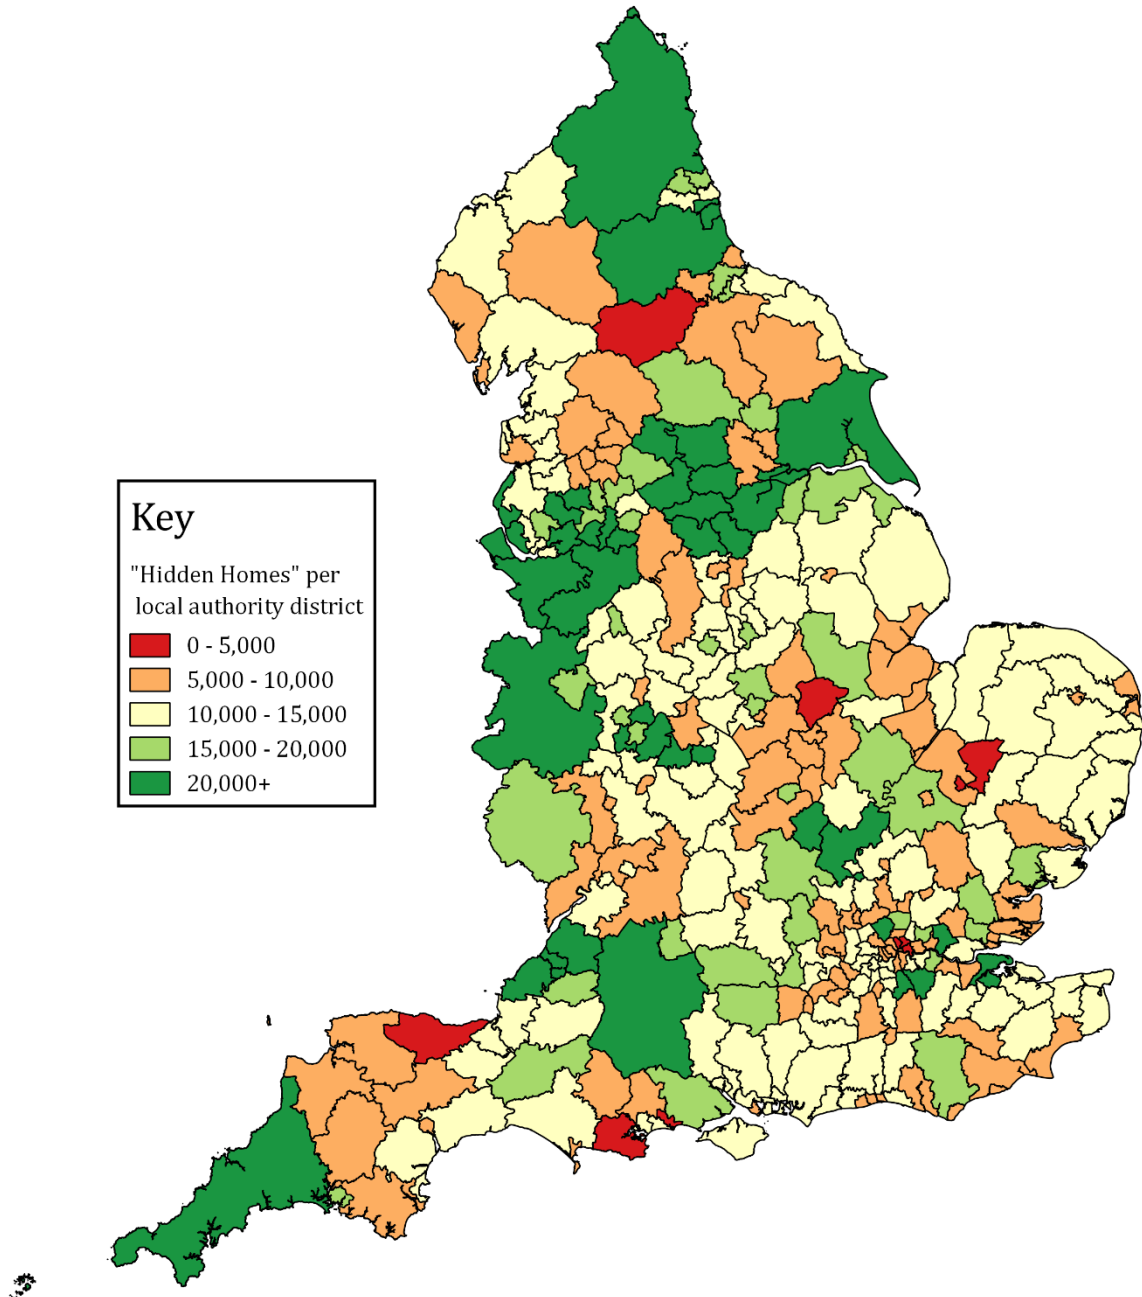 Key
"Hidden Homes" per
local authority district
0 - 5,000
5,000 - 10,000
10,000 - 15,000
15,000 - 20,000
20,000+